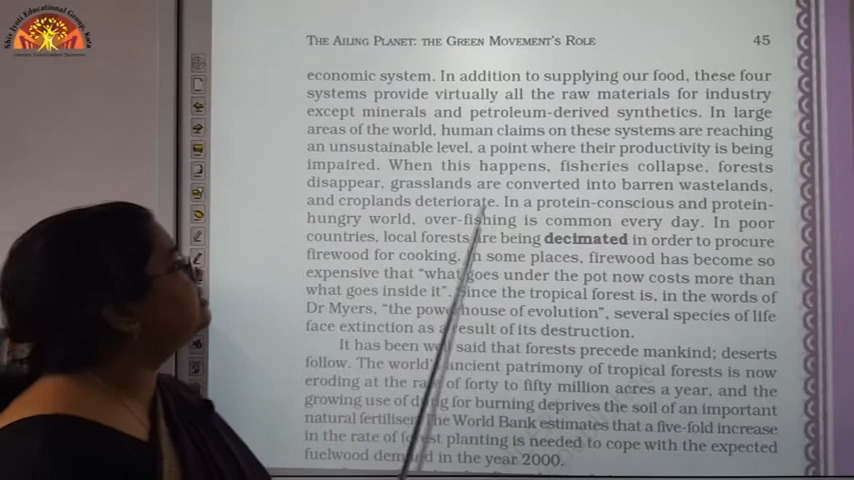 Shiv Jyoti Educational Group, Kota
THE AILING PLANET: THE GREEN MOVEMENT'S ROLE 45
economic system. In addition to supplying our food, these four
systems provide virtually all the raw materials for industry
except minerals and petroleum-derived synthetics. In large
areas of the world, human claims on these systems are reaching
an unsustainable level, a point where their productivity is being
impaired. When this happens, fisheries collapse, forests
disappear, grasslands are converted into barren wastelands,
and croplands deteriorate. In a protein-conscious and protein-
hungry world, over-fishing is common every day. In poor
countries, local forests are being decimated in order to procure
firewood for cooking. In some places, firewood has become so
expensive that “what goes under the pot now costs more than
what goes inside it”. Since the tropical forest is, in the words of
Dr Myers, “the powerhouse of evolution”, several species of life
face extinction as a result of its destruction.
It has been well said that forests precede mankind; deserts
follow. The world's ancient patrimony of tropical forests is now
eroding at the rate of forty to fifty million acres a year, and the
growing use of dung for burning deprives the soil of an important
natural fertiliser. The World Bank estimates that a five-fold increase
in the rate of forest planting is needed to cope with the expected
fuelwood demand in the year 2000.